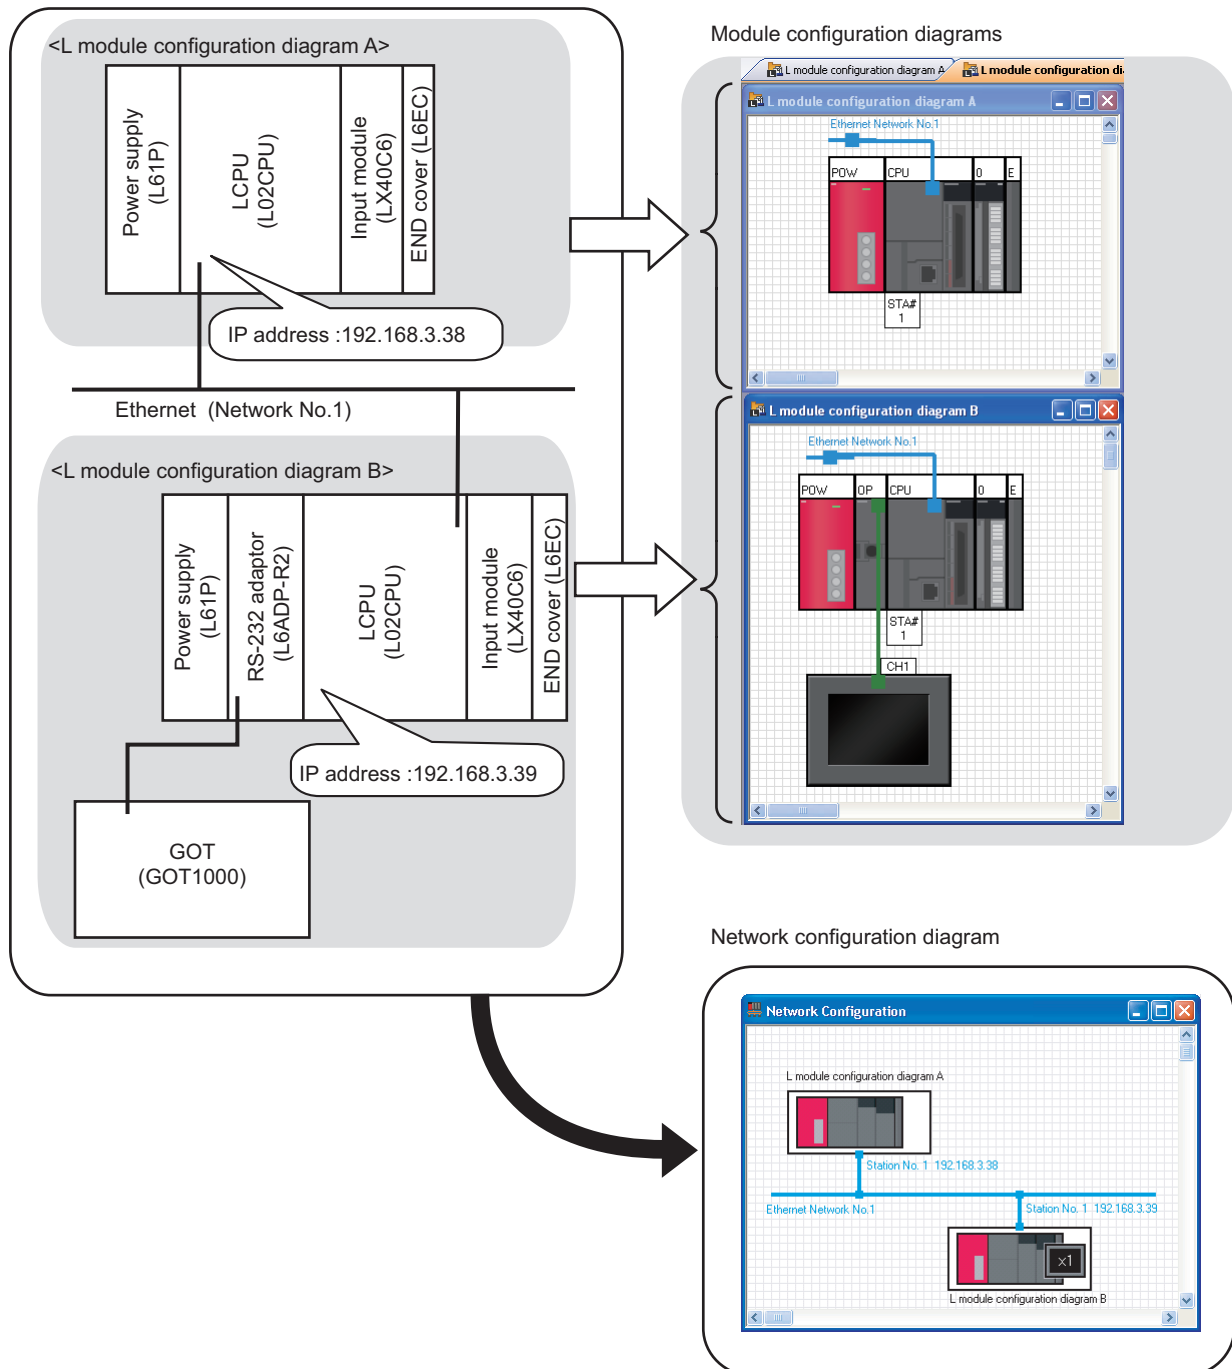 <L module configuration diagram A>
Power supply
(L61P)
LCPU
(L02CPU)
Input module
(LX40C6)
END cover (L6EC)
IP address :192.168.3.38
Ethernet  (Network No.1)
<L module configuration diagram B>
Power supply
(L61P)
RS-232 adaptor
(L6ADP-R2)
LCPU
(L02CPU)
Input module
(LX40C6)
END cover (L6EC)
IP address :192.168.3.39
GOT
(GOT1000)
Module configuration diagrams
L module configuration diagram A
L module configuration di
L module configuration diagram A
Ethernet Network No.1
POW
CPU
0
E
STA#
1
L module configuration diagram B
Ethernet Network No.1
POW
OP
CPU
0
E
STA#
1
CH1
Network configuration diagram
Network Configuration
L module configuration diagram A
Station No. 1  192.168.3.38
Ethernet Network No.1
Station No. 1  192.168.3.39
x1
L module configuration diagram B